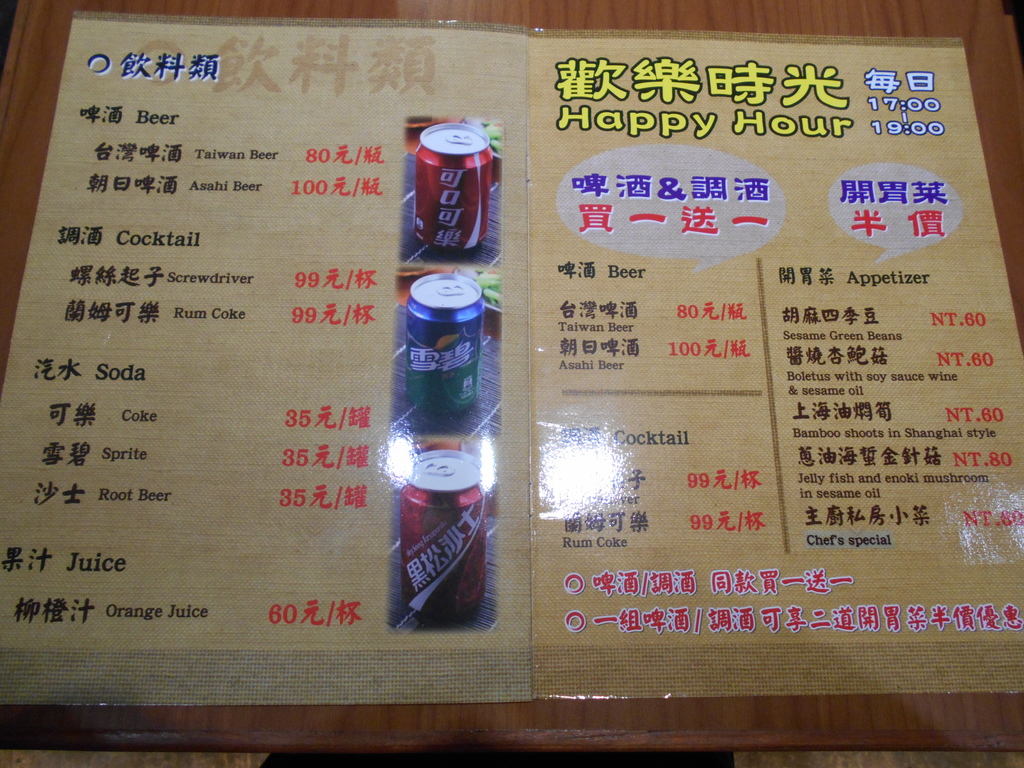 飲料類
飲料類
啤酒 Beer
台灣啤酒 Taiwan Beer 80元/瓶
朝日啤酒 Asahi Beer 100元/瓶
調酒 Cocktail
螺絲起子 Screwdriver 99元/杯
蘭姆可樂 Rum Coke 99元/杯
汽水 Soda
可樂 Coke 35元/罐
雪碧 Sprite 35元/罐
沙士 Root Beer 35元/罐
果汁 Juice
柳橙汁 Orange Juice 60元/杯
可口可樂
雪碧
黑松沙士
歡樂時光
Happy Hour
每日
17:00
|
19:00
啤酒&調酒
買一送一
開胃菜
半價
啤酒 Beer
台灣啤酒 80元/瓶
Taiwan Beer
朝日啤酒 100元/瓶
Asahi Beer
Cocktail
子 99元/杯
蘭姆可樂 99元/杯
Rum Coke
開胃菜 Appetizer
胡麻四季豆 NT.60
Sesame Green Beans
醬燒杏鮑菇 NT.60
Boletus with soy sauce wine
& sesame oil
上海油燜筍 NT.60
Bamboo shoots in Shanghai style
蔥油海蜇金針菇 NT.80
Jelly fish and enoki mushroom
in sesame oil
主廚私房小菜 NT.80
Chef's special
啤酒/調酒 同款買一送一
一組啤酒/調酒可享二道開胃菜半價優惠